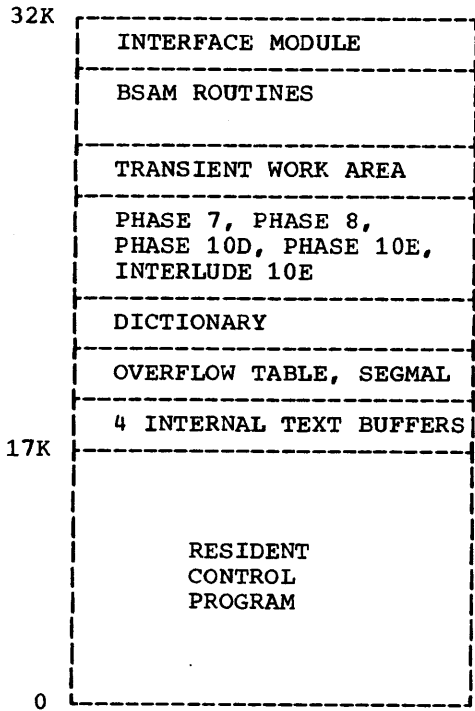 32K
INTERFACE MODULE
BSAM ROUTINES
TRANSIENT WORK AREA
PHASE 7, PHASE 8,
PHASE 10D, PHASE 10E,
INTERLUDE 10E
DICTIONARY
OVERFLOW TABLE, SEGMAL
4 INTERNAL TEXT BUFFERS
17K
RESIDENT
CONTROL
PROGRAM
0